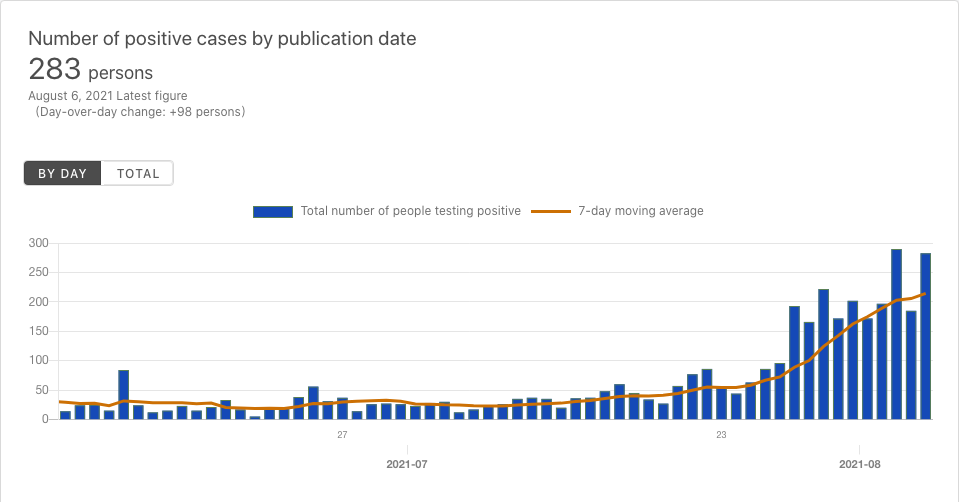 Number of positive cases by publication date
283 persons
August 6, 2021 Latest figure
(Day-over-day change: +98 persons)
BY DAY TOTAL
Total number of people testing positive 7-day moving average
300
250
200
150
100
50
0
27 23
2021-07 2021-08